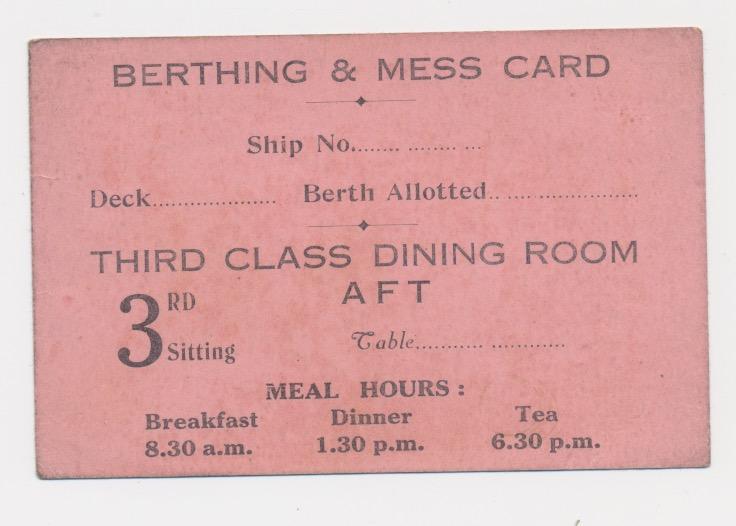 BERTHING & MESS CARD
Ship No.......... ........ ...
Deck.................... Berth Allotted.. .... ...................
THIRD CLASS DINING ROOM
AFT
3RD Sitting
Table........... ............
MEAL HOURS :
Breakfast Dinner Tea
8.30 a.m. 1.30 p.m. 6.30 p.m.